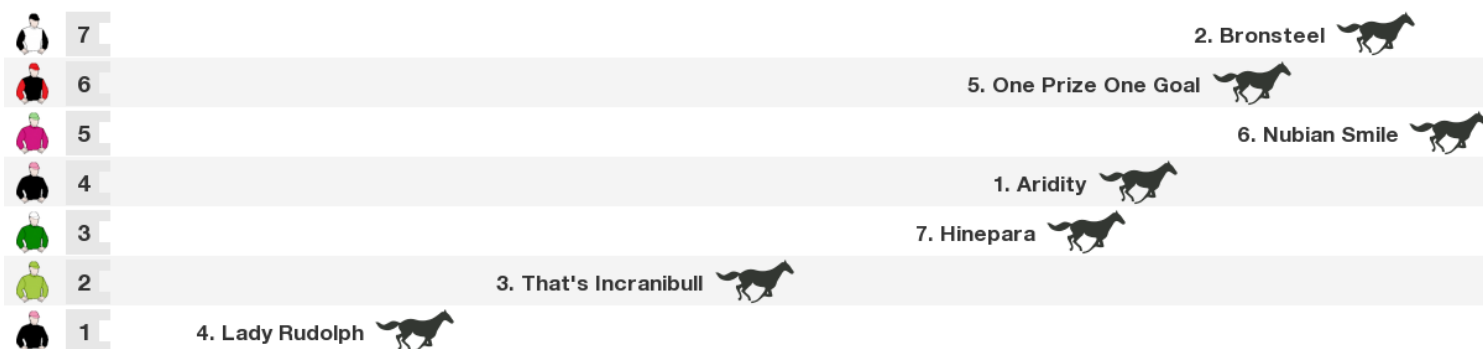 7 2. Bronsteel
6 5. One Prize One Goal
5 6. Nubian Smile
4 1. Aridity
3 7. Hinepara
2 3. That's Incranibull
1 4. Lady Rudolph